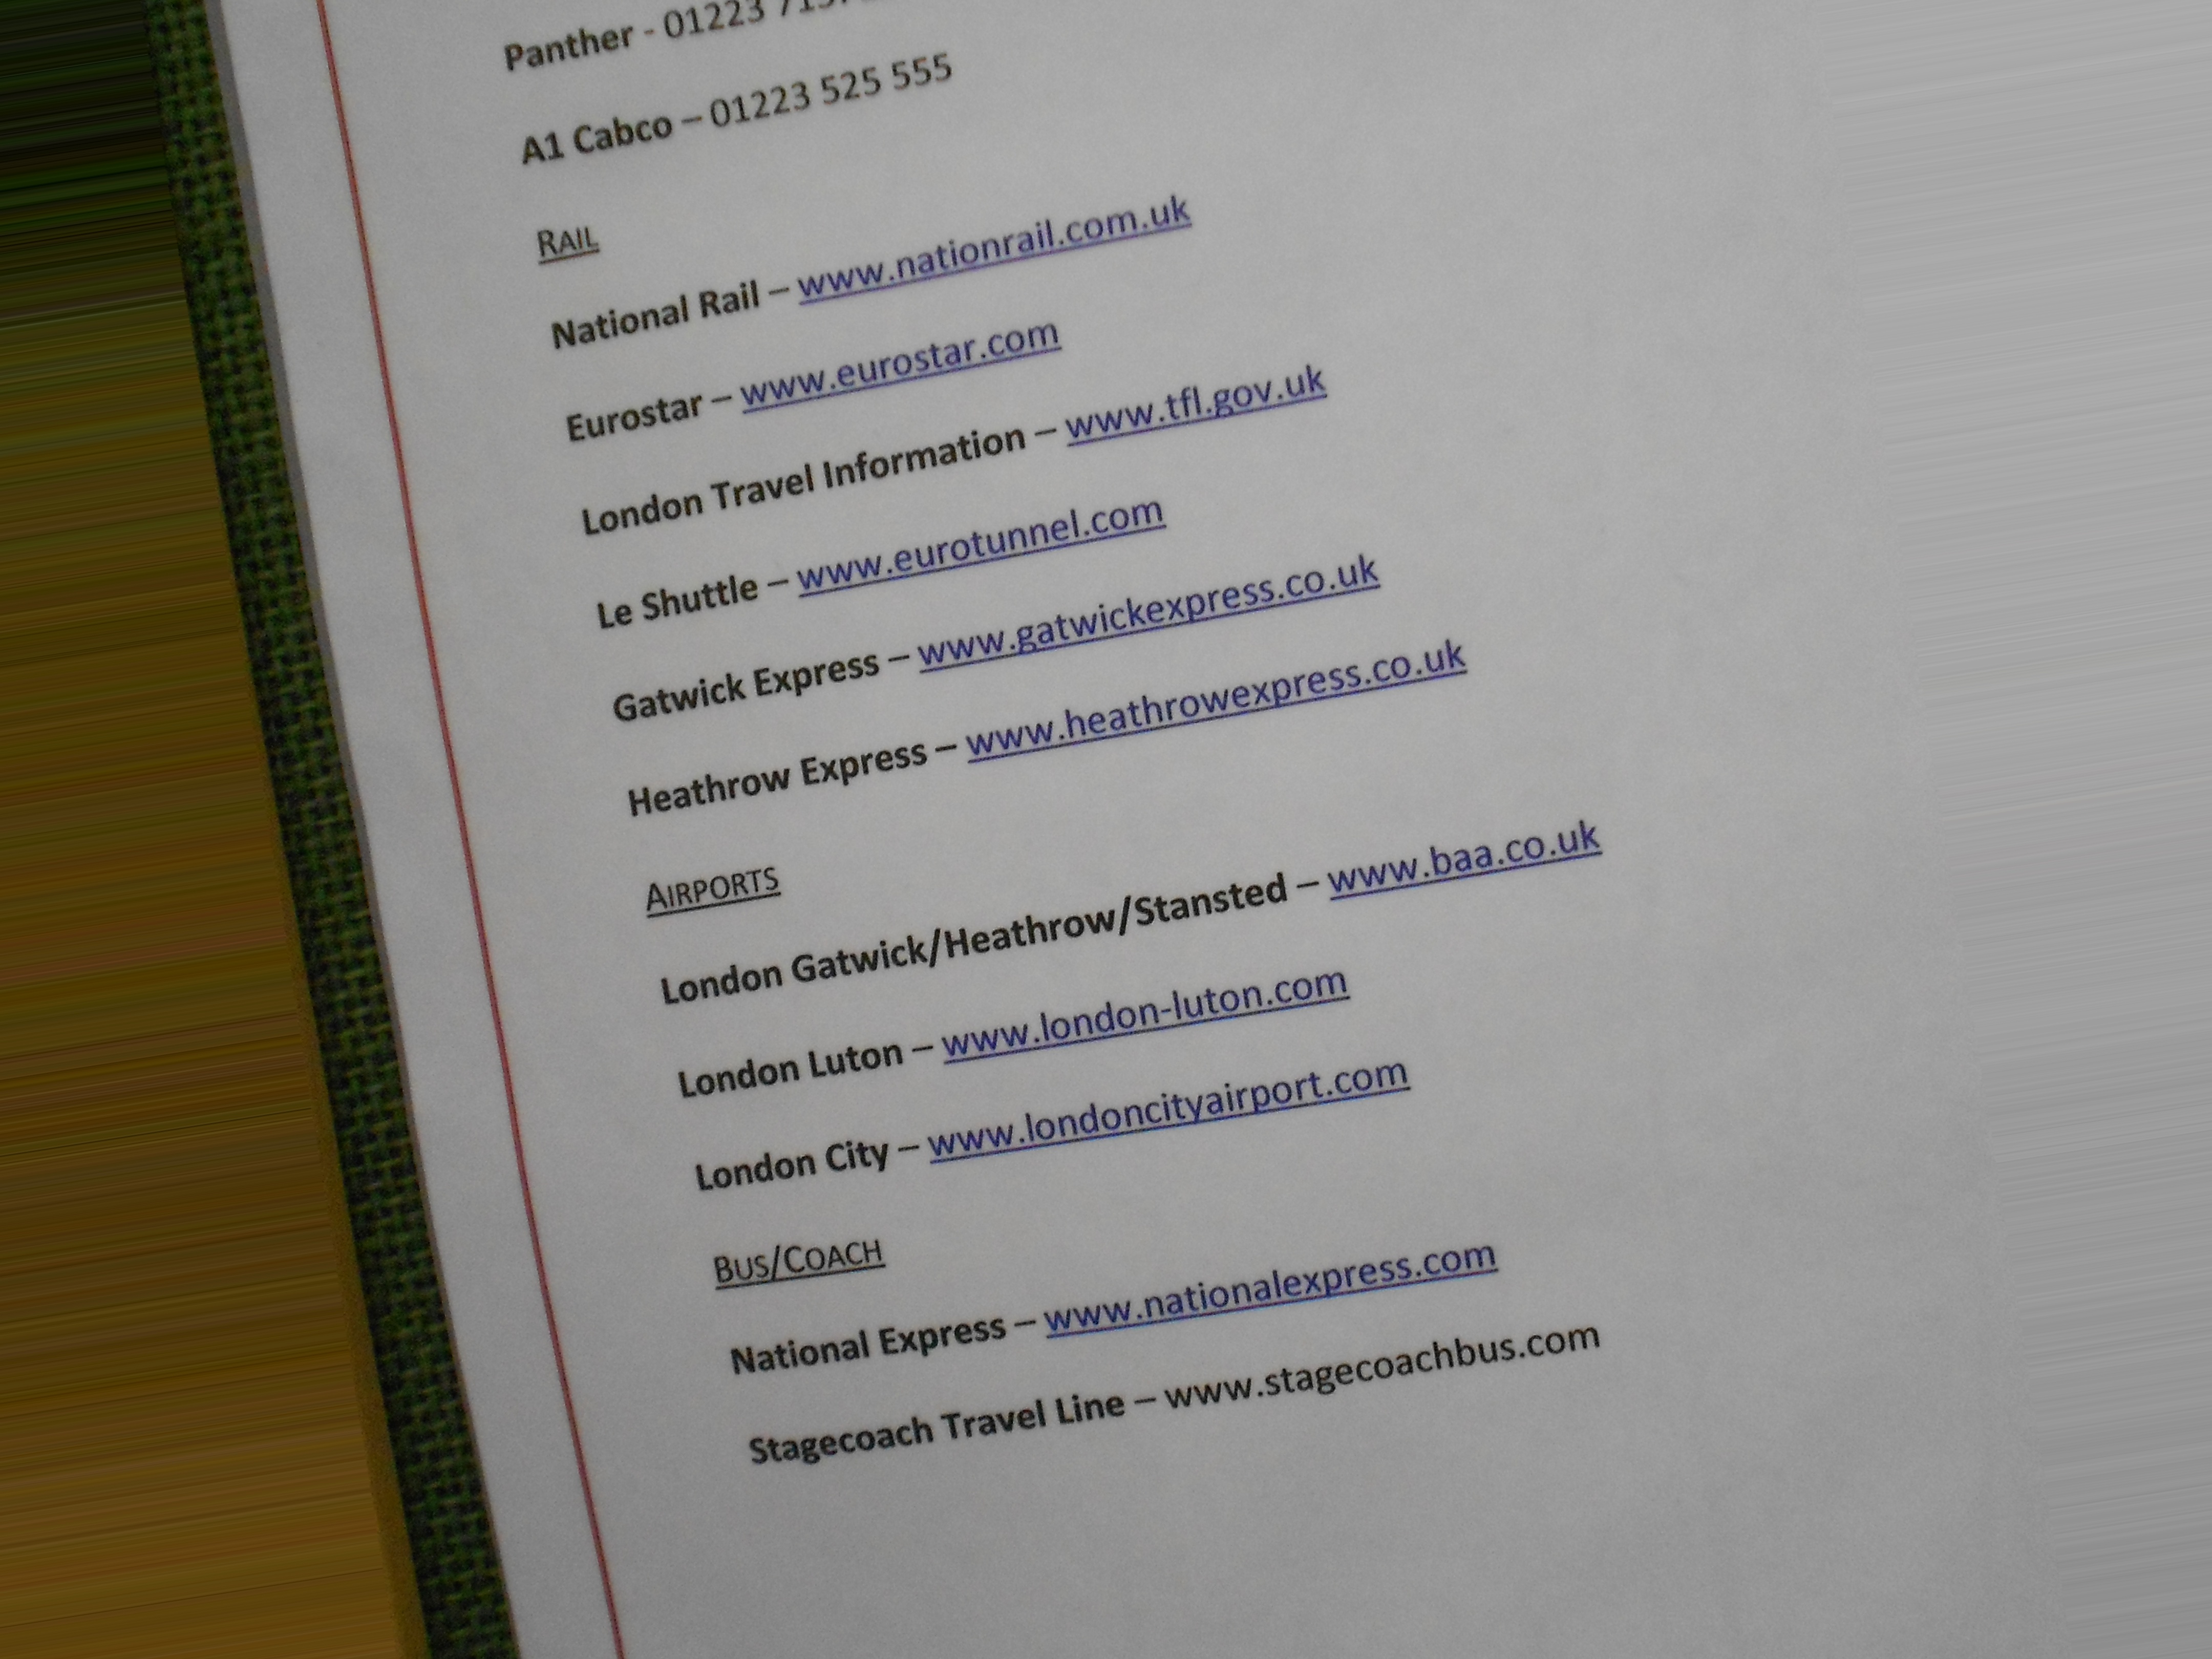 Panther - 01223
A1 Cabco – 01223 525 555
RAIL
National Rail – www.nationrail.com.uk
Eurostar – www.eurostar.com
London Travel Information – www.tfl.gov.uk
Le Shuttle – www.eurotunnel.com
Gatwick Express – www.gatwickexpress.co.uk
Heathrow Express – www.heathrowexpress.co.uk
AIRPORTS
London Gatwick/Heathrow/Stansted – www.baa.co.uk
London Luton – www.london-luton.com
London City – www.londoncityairport.com
BUS/COACH
National Express – www.nationalexpress.com
Stagecoach Travel Line – www.stagecoachbus.com